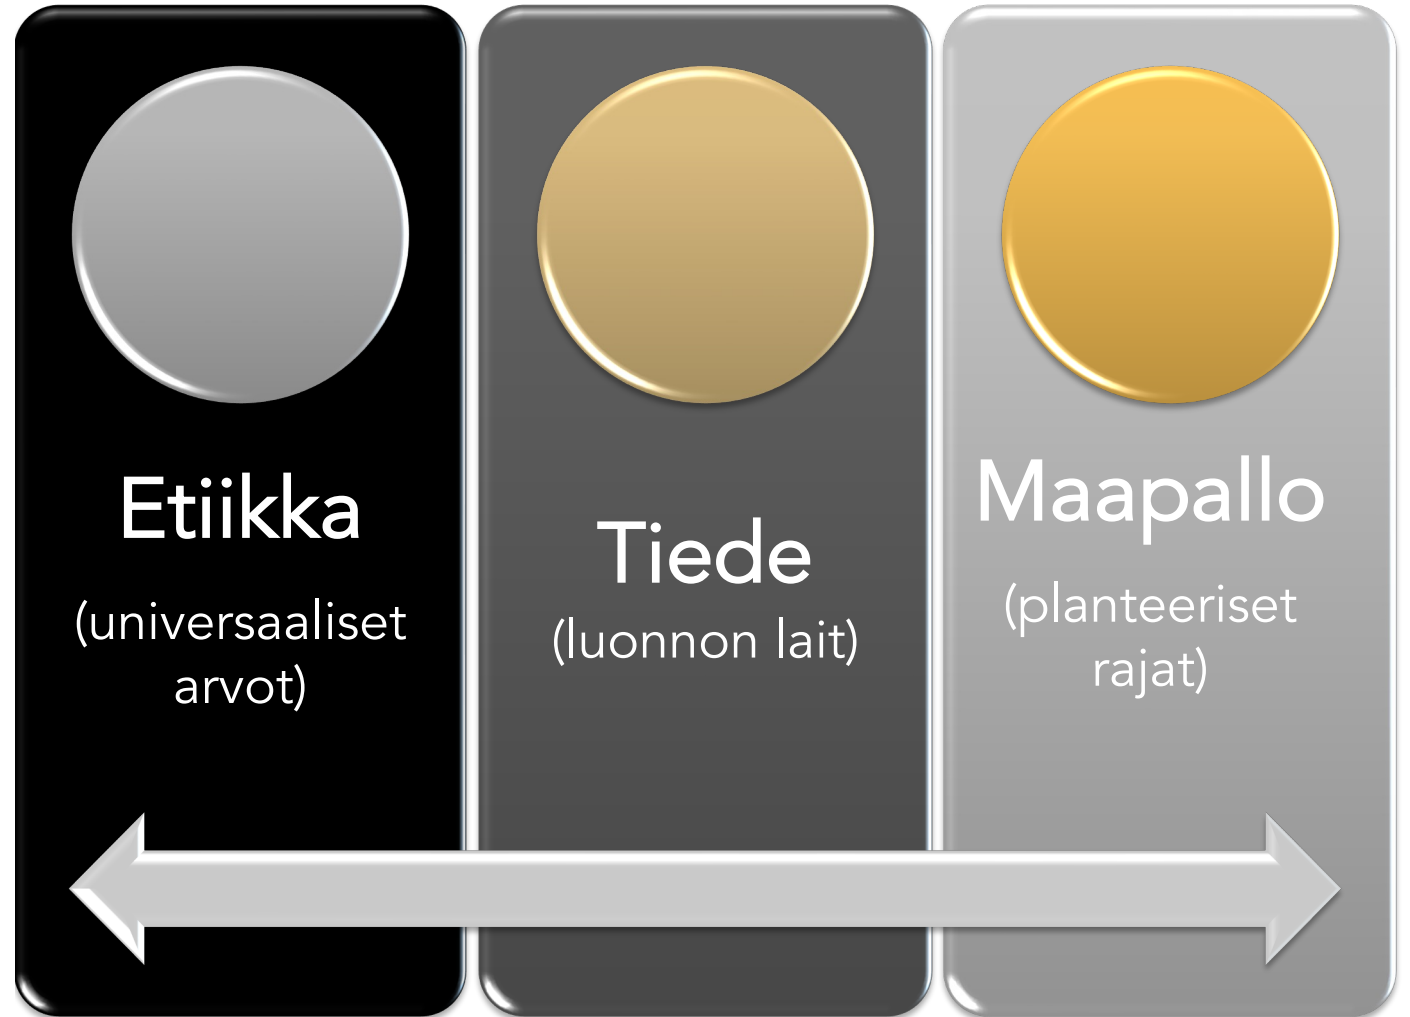 Etiikka
(universaaliset
arvot)
Tiede
(luonnon lait)
Maapallo
(planteeriset
rajat)